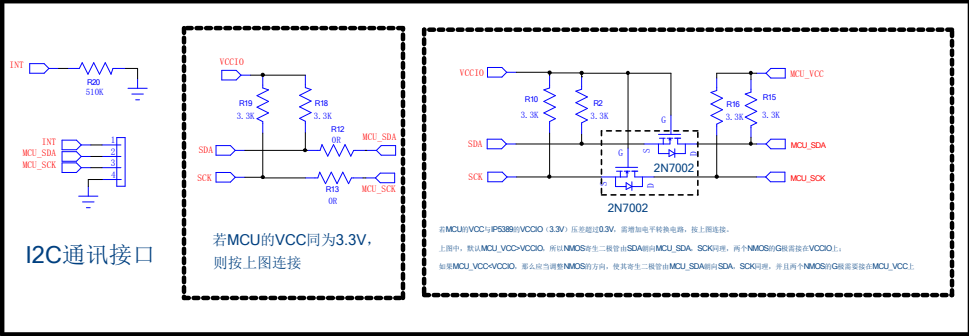 INT
R20
510K
INT
MCU_SDA
MCU_SCK
1
2
3
4
I2C通讯接口
VCCIO
R19
3.3K
R18
3.3K
R12
0R
SDA
MCU_SDA
SCK
R13
0R
MCU_SCK
若MCU的VCC同为3.3V，
则按上图连接
VCCIO
MCU_VCC
R10
3.3K
R2
3.3K
R16
3.3K
R15
3.3K
G
SDA
S
D
MCU_SDA
2N7002
G
SCK
S
D
MCU_SCK
2N7002
若MCU的VCC与IP5389的VCCIO（3.3V）压差超过0.3V，需增加电平转换电路，按上图连接。
上图中，默认MCU_VCC>VCCIO，所以NMOS寄生二极管由SDA朝向MCU_SDA，SCK同理，两个NMOS的G极需接在VCCIO上；
如果MCU_VCC<VCCIO，那么应当调整NMOS的方向，使其寄生二极管由MCU_SDA朝向SDA，SCK同理，并且两个NMOS的G极需要接在MCU_VCC上